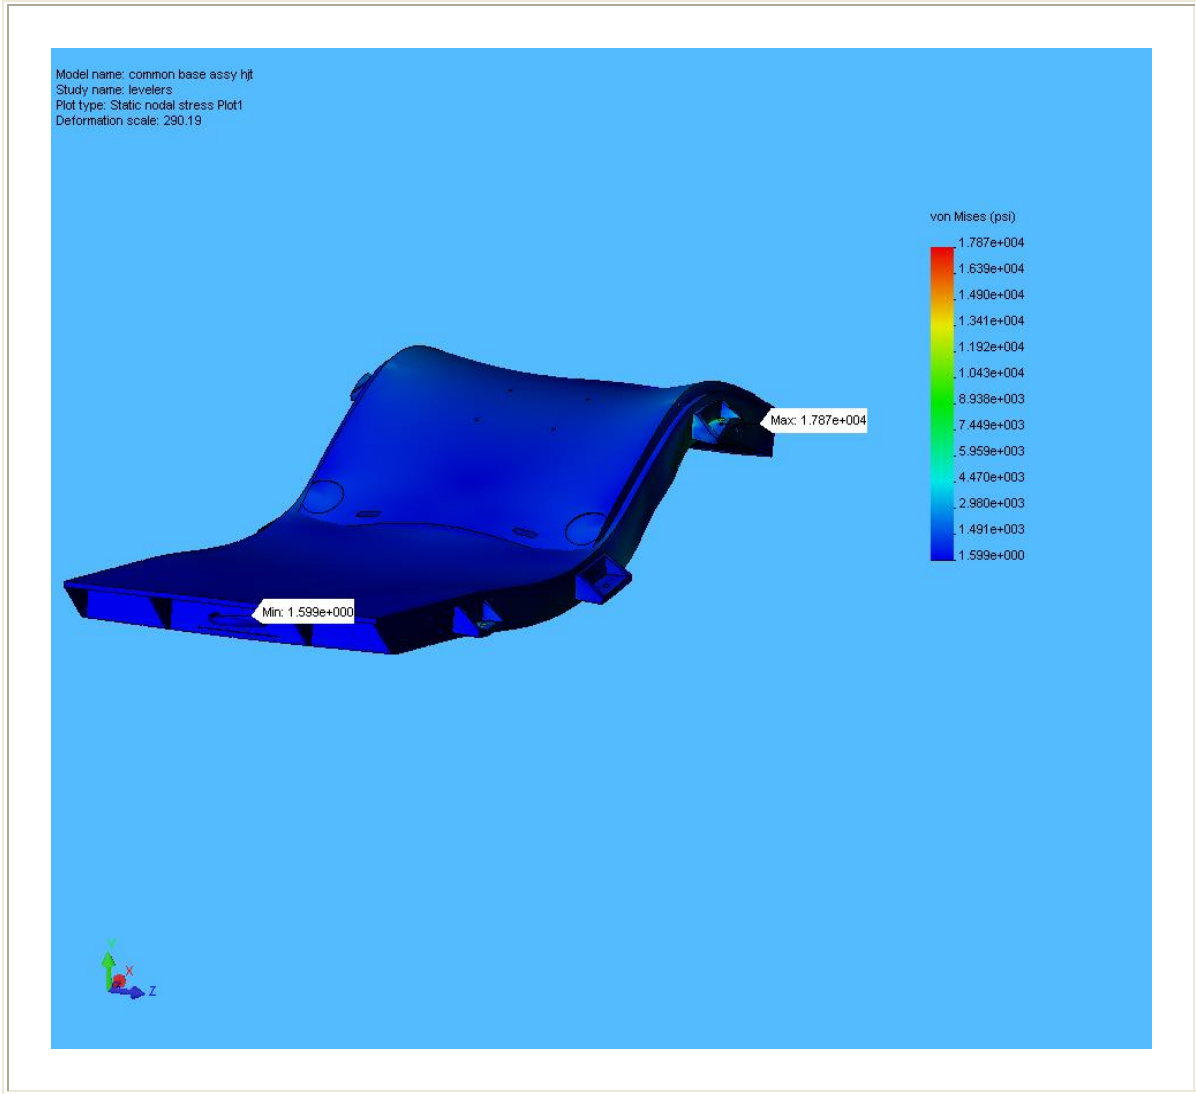 Model name: common base assy hjt
Study name: levelers
Plot type: Static nodal stress Plot1
Deformation scale: 290.19
von Mises (psi)
1.787e+004
1.639e+004
1.490e+004
1.341e+004
1.192e+004
1.043e+004
8.938e+003
7.449e+003
5.959e+003
4.470e+003
2.980e+003
1.491e+003
1.599e+000
Max: 1.787e+004
Min: 1.599e+000
Y
X
Z